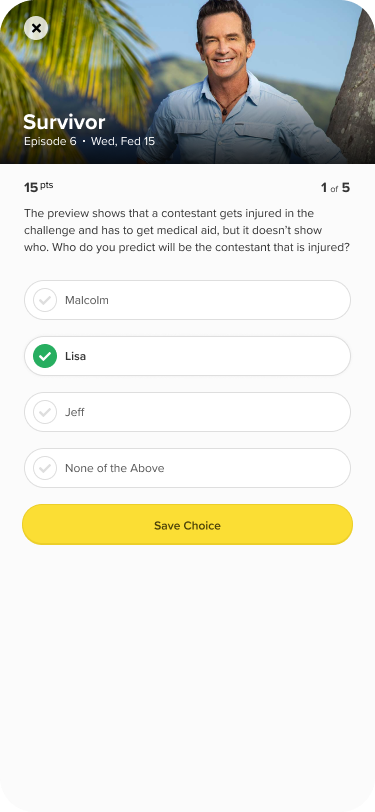 Survivor
Episode 6 • Wed, Fed 15
15 pts
1 of 5
The preview shows that a contestant gets injured in the
challenge and has to get medical aid, but it doesn’t show
who. Who do you predict will be the contestant that is injured?
Malcolm
Lisa
Jeff
None of the Above
Save Choice